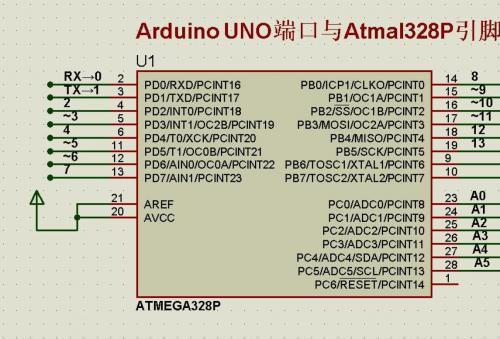 Arduino UNO端口与Atmal328P引脚
U1
RX→0 2 PD0/RXD/PCINT16
TX→1 3 PD1/TXD/PCINT17
2 4 PD2/INT0/PCINT18
~3 5 PD3/INT1/OC2B/PCINT19
4 6 PD4/T0/XCK/PCINT20
~5 11 PD5/T1/OC0B/PCINT21
~6 12 PD6/AIN0/OC0A/PCINT22
7 13 PD7/AIN1/PCINT23
21 AREF
20 AVCC
PB0/ICP1/CLKO/PCINT0 14 8
PB1/OC1A/PCINT1 15 ~9
PB2/SS/OC1B/PCINT2 16 ~10
PB3/MOSI/OC2A/PCINT3 17 ~11
PB4/MISO/PCINT4 18 12
PB5/SCK/PCINT5 19 13
PB6/TOSC1/XTAL1/PCINT6 9
PB7/TOSC2/XTAL2/PCINT7 10
PC0/ADC0/PCINT8 23 A0
PC1/ADC1/PCINT9 24 A1
PC2/ADC2/PCINT10 25 A2
PC3/ADC3/PCINT11 26 A3
PC4/ADC4/SDA/PCINT12 27 A4
PC5/ADC5/SCL/PCINT13 28 A5
PC6/RESET/PCINT14 1
ATMEGA328P